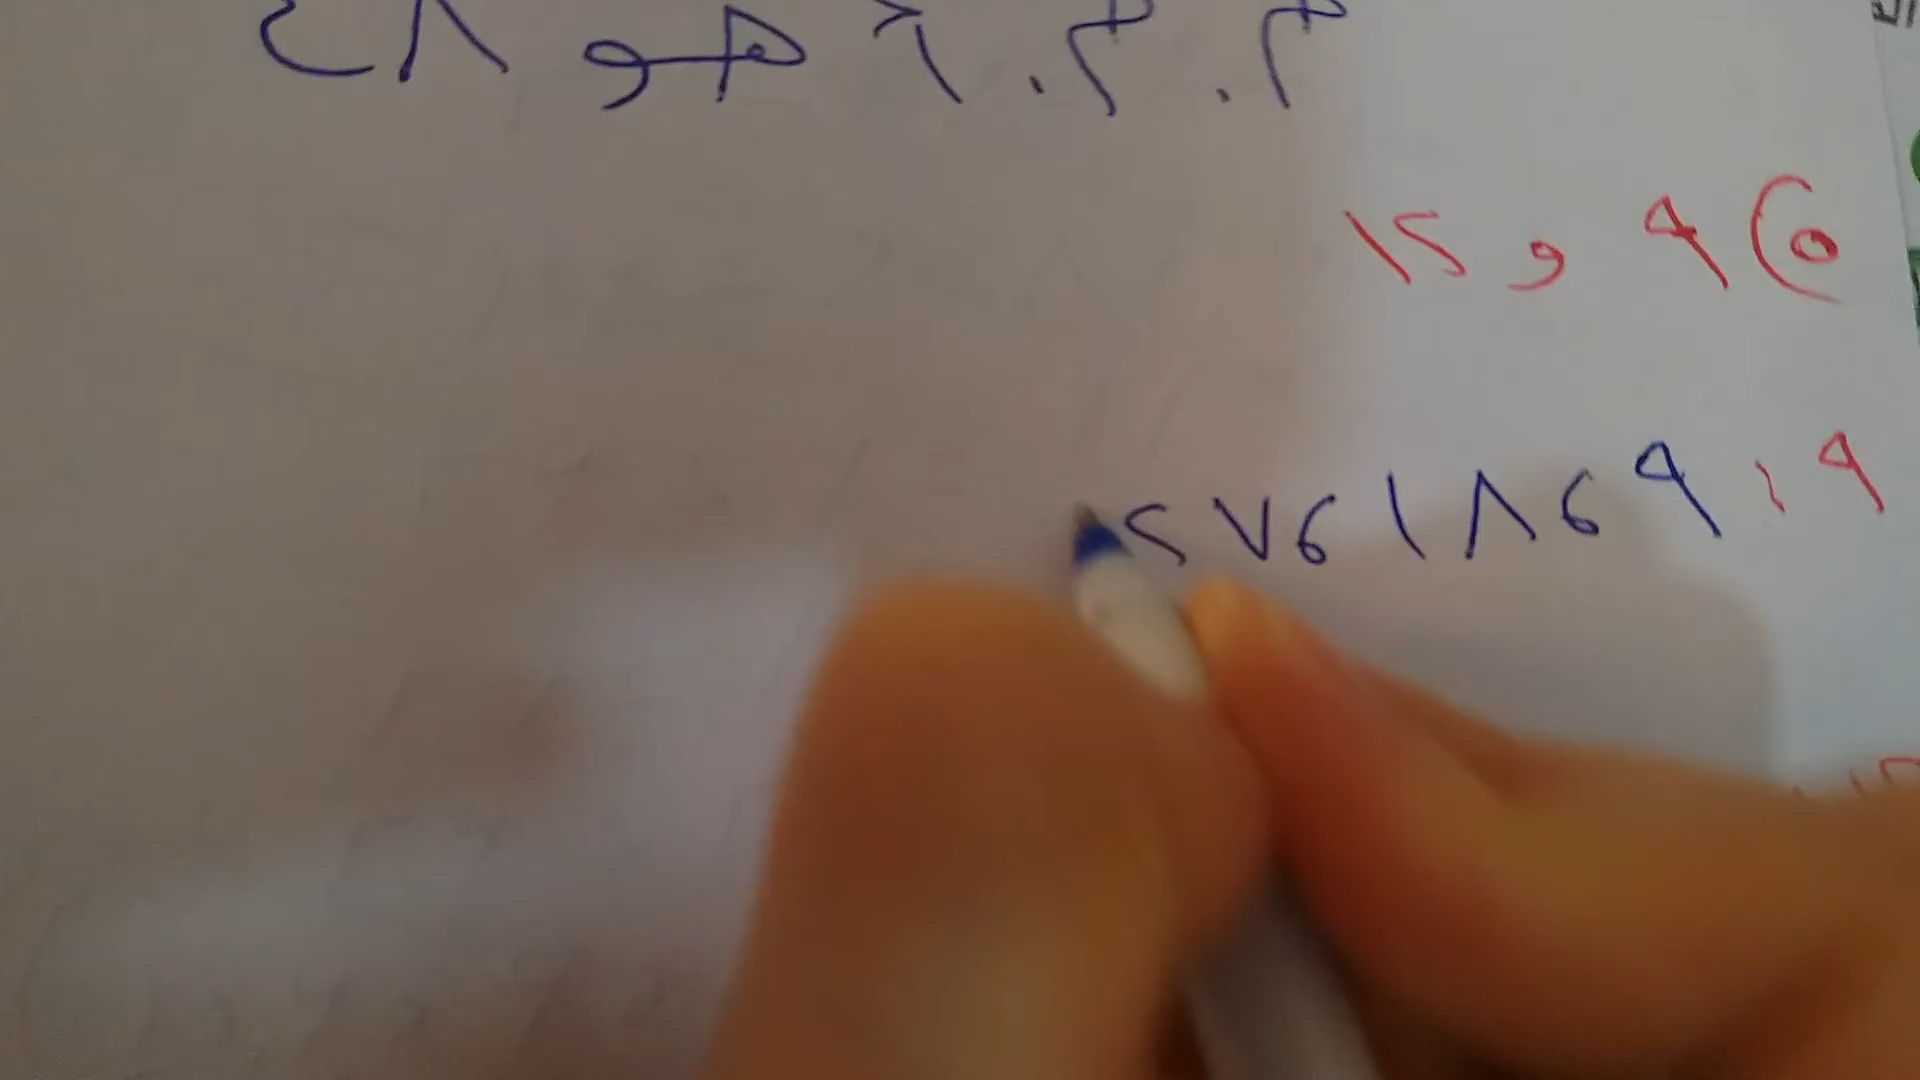 م . م . أ هو ٤٨
٥) ٩ و ١٢
٩ : ٩ ، ١٨ ، ٢٧